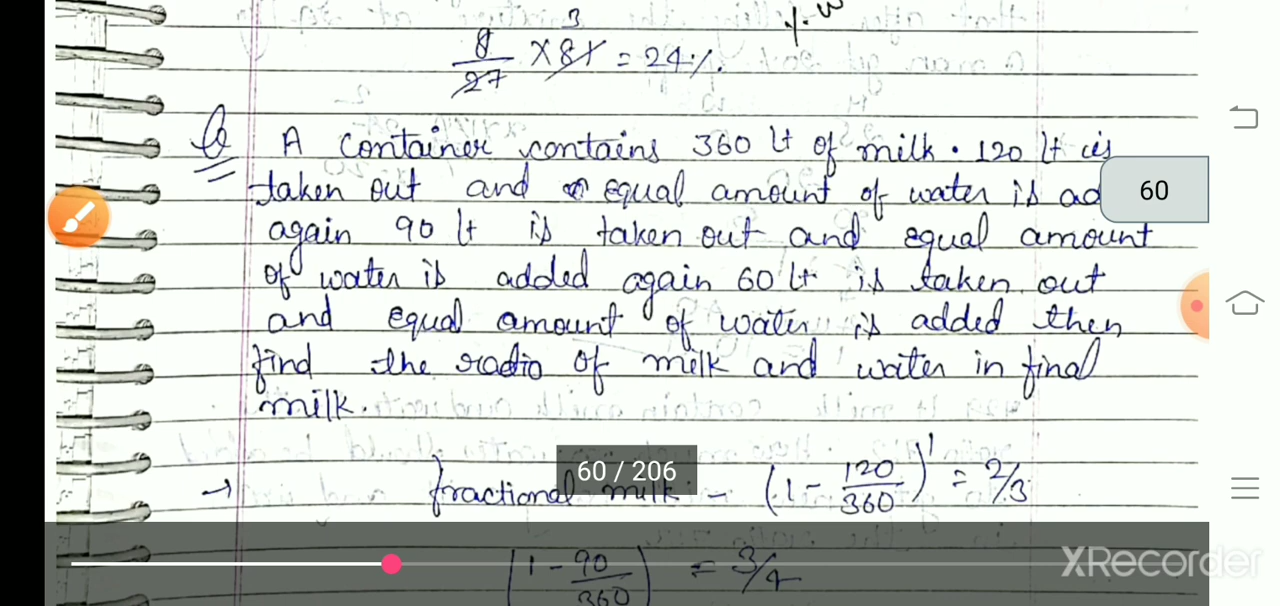 8/27 × 81 3 = 24%.
Q A container contains 360 lt of milk. 120 lt is
taken out and equal amount of water is ad
60
again 90 lt is taken out and equal amount
of water is added again 60 lt is taken out
and equal amount of water is added then
find the radio of milk and water in final
milk.
60 / 206
→ fractional milk - (1 - 120/360)¹ = 2/3
(1 - 90/360) = 3/4
XRecorder